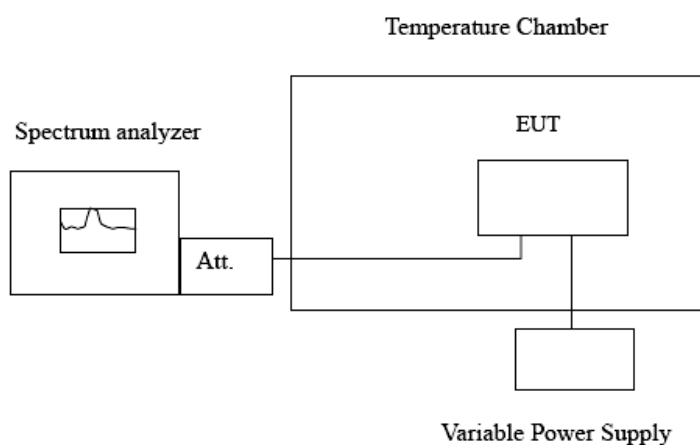 Temperature Chamber
EUT
Spectrum analyzer
Att.
Variable Power Supply